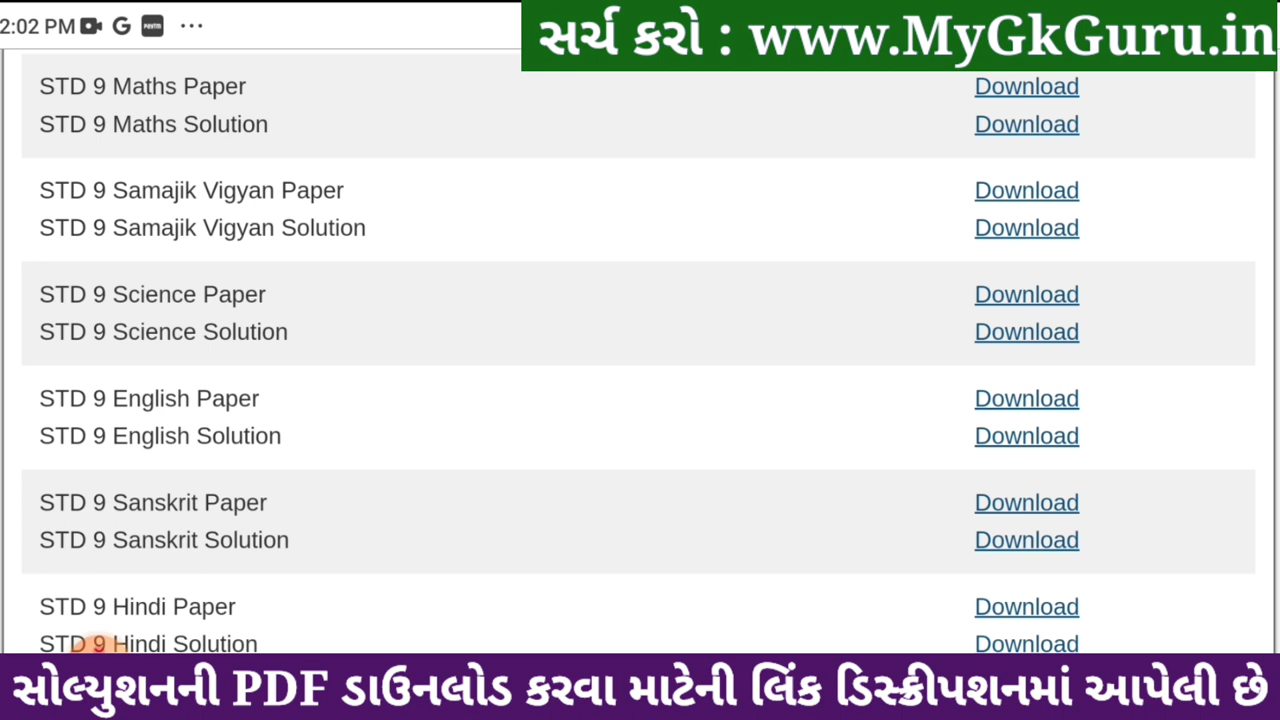 2:02 PM G Paytm ...
સર્ચ કરો : www.MyGkGuru.in
STD 9 Maths Paper Download
STD 9 Maths Solution Download
STD 9 Samajik Vigyan Paper Download
STD 9 Samajik Vigyan Solution Download
STD 9 Science Paper Download
STD 9 Science Solution Download
STD 9 English Paper Download
STD 9 English Solution Download
STD 9 Sanskrit Paper Download
STD 9 Sanskrit Solution Download
STD 9 Hindi Paper Download
STD 9 Hindi Solution Download
સોલ્યુશનની PDF ડાઉનલોડ કરવા માટેની લિંક ડિસ્ક્રીપશનમાં આપેલી છે